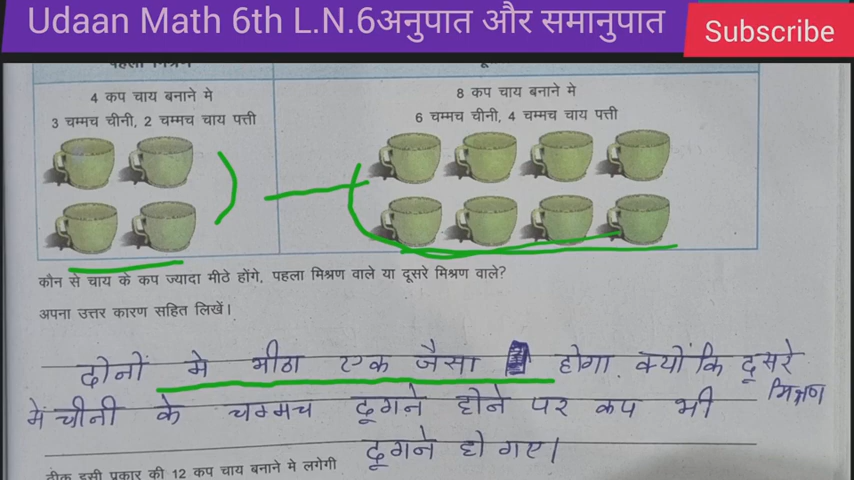 Udaan Math 6th L.N.6अनुपात और समानुपात
Subscribe
4 कप चाय बनाने मे
3 चम्मच चीनी, 2 चम्मच चाय पत्ती
8 कप चाय बनाने मे
6 चम्मच चीनी, 4 चम्मच चाय पत्ती
कौन से चाय के कप ज्यादा मीठे होंगे, पहला मिश्रण वाले या दूसरे मिश्रण वाले?
अपना उत्तर कारण सहित लिखें।
दोनों मे मीठा एक जैसा होगा क्योंकि दूसरे मिश्रण
मे चीनी के चम्मच दूगने होने पर कप भी
दूगने हो गए।
ठीक इसी प्रकार की 12 कप चाय बनाने मे लगेगी